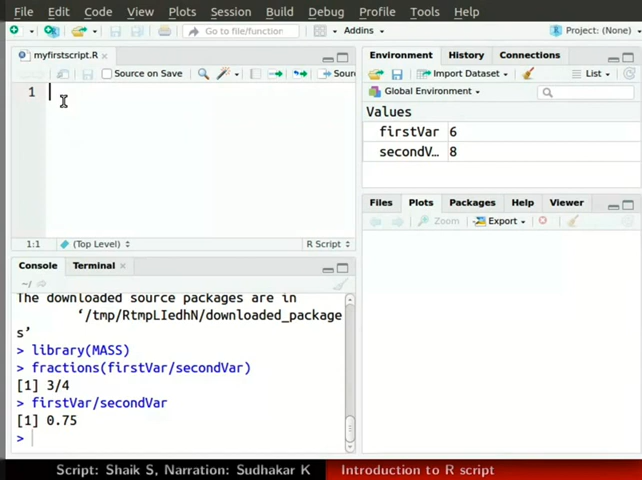 File Edit Code View Plots Session Build Debug Profile Tools Help
Go to file/function Addins Project: (None)
myfirstscript.R
Source on Save Sour
1
1:1 (Top Level) R Script
Console Terminal
~/
The downloaded source packages are in
‘/tmp/RtmpLIedhN/downloaded_package
s’
> library(MASS)
> fractions(firstVar/secondVar)
[1] 3/4
> firstVar/secondVar
[1] 0.75
>
Environment History Connections
Import Dataset List
Global Environment
Values
firstVar 6
secondV… 8
Files Plots Packages Help Viewer
Zoom Export
Script: Shaik S, Narration: Sudhakar K Introduction to R script